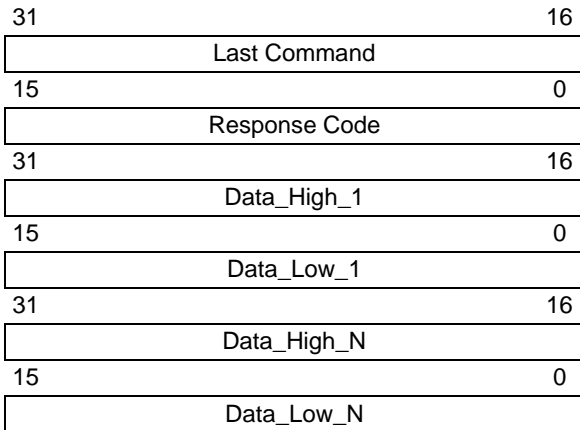 31 16
Last Command
15 0
Response Code
31 16
Data_High_1
15 0
Data_Low_1
31 16
Data_High_N
15 0
Data_Low_N